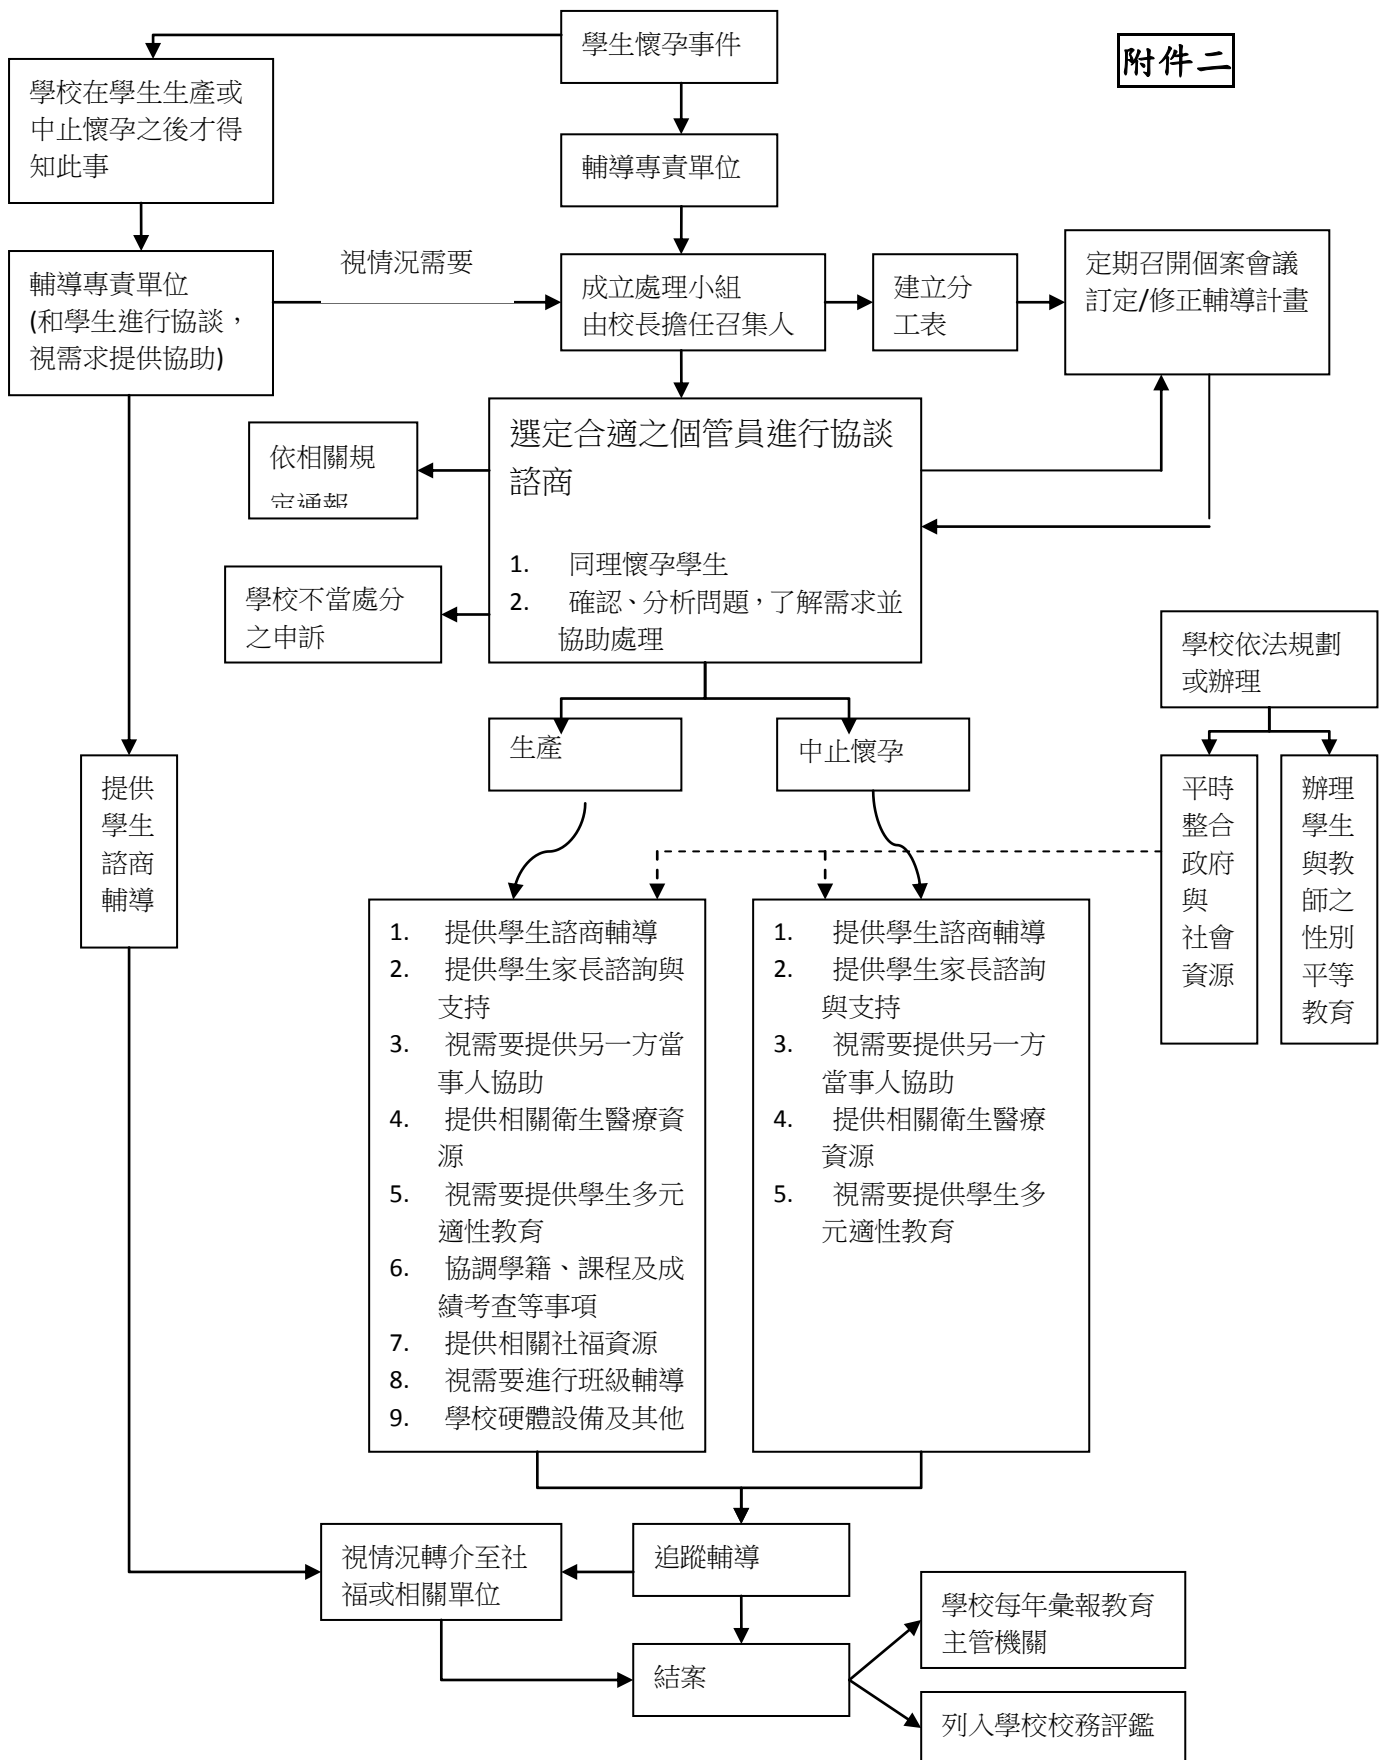 學生懷孕事件
附件二
學校在學生生產或
中止懷孕之後才得
知此事
輔導專責單位
輔導專責單位
(和學生進行協談，
視需求提供協助)
視情況需要
成立處理小組
由校長擔任召集人
建立分
工表
定期召開個案會議
訂定/修正輔導計畫
選定合適之個管員進行協談
諮商
1. 同理懷孕學生
2. 確認、分析問題，了解需求並
協助處理
依相關規
定通報
學校不當處分
之申訴
學校依法規劃
或辦理
生產
中止懷孕
提供
學生
諮商
輔導
平時
整合
政府
與
社會
資源
辦理
學生
與教
師之
性別
平等
教育
1. 提供學生諮商輔導
2. 提供學生家長諮詢與
支持
3. 視需要提供另一方當
事人協助
4. 提供相關衛生醫療資
源
5. 視需要提供學生多元
適性教育
6. 協調學籍、課程及成
績考查等事項
7. 提供相關社福資源
8. 視需要進行班級輔導
9. 學校硬體設備及其他
1. 提供學生諮商輔導
2. 提供學生家長諮詢
與支持
3. 視需要提供另一方
當事人協助
4. 提供相關衛生醫療
資源
5. 視需要提供學生多
元適性教育
視情況轉介至社
福或相關單位
追蹤輔導
結案
學校每年彙報教育
主管機關
列入學校校務評鑑